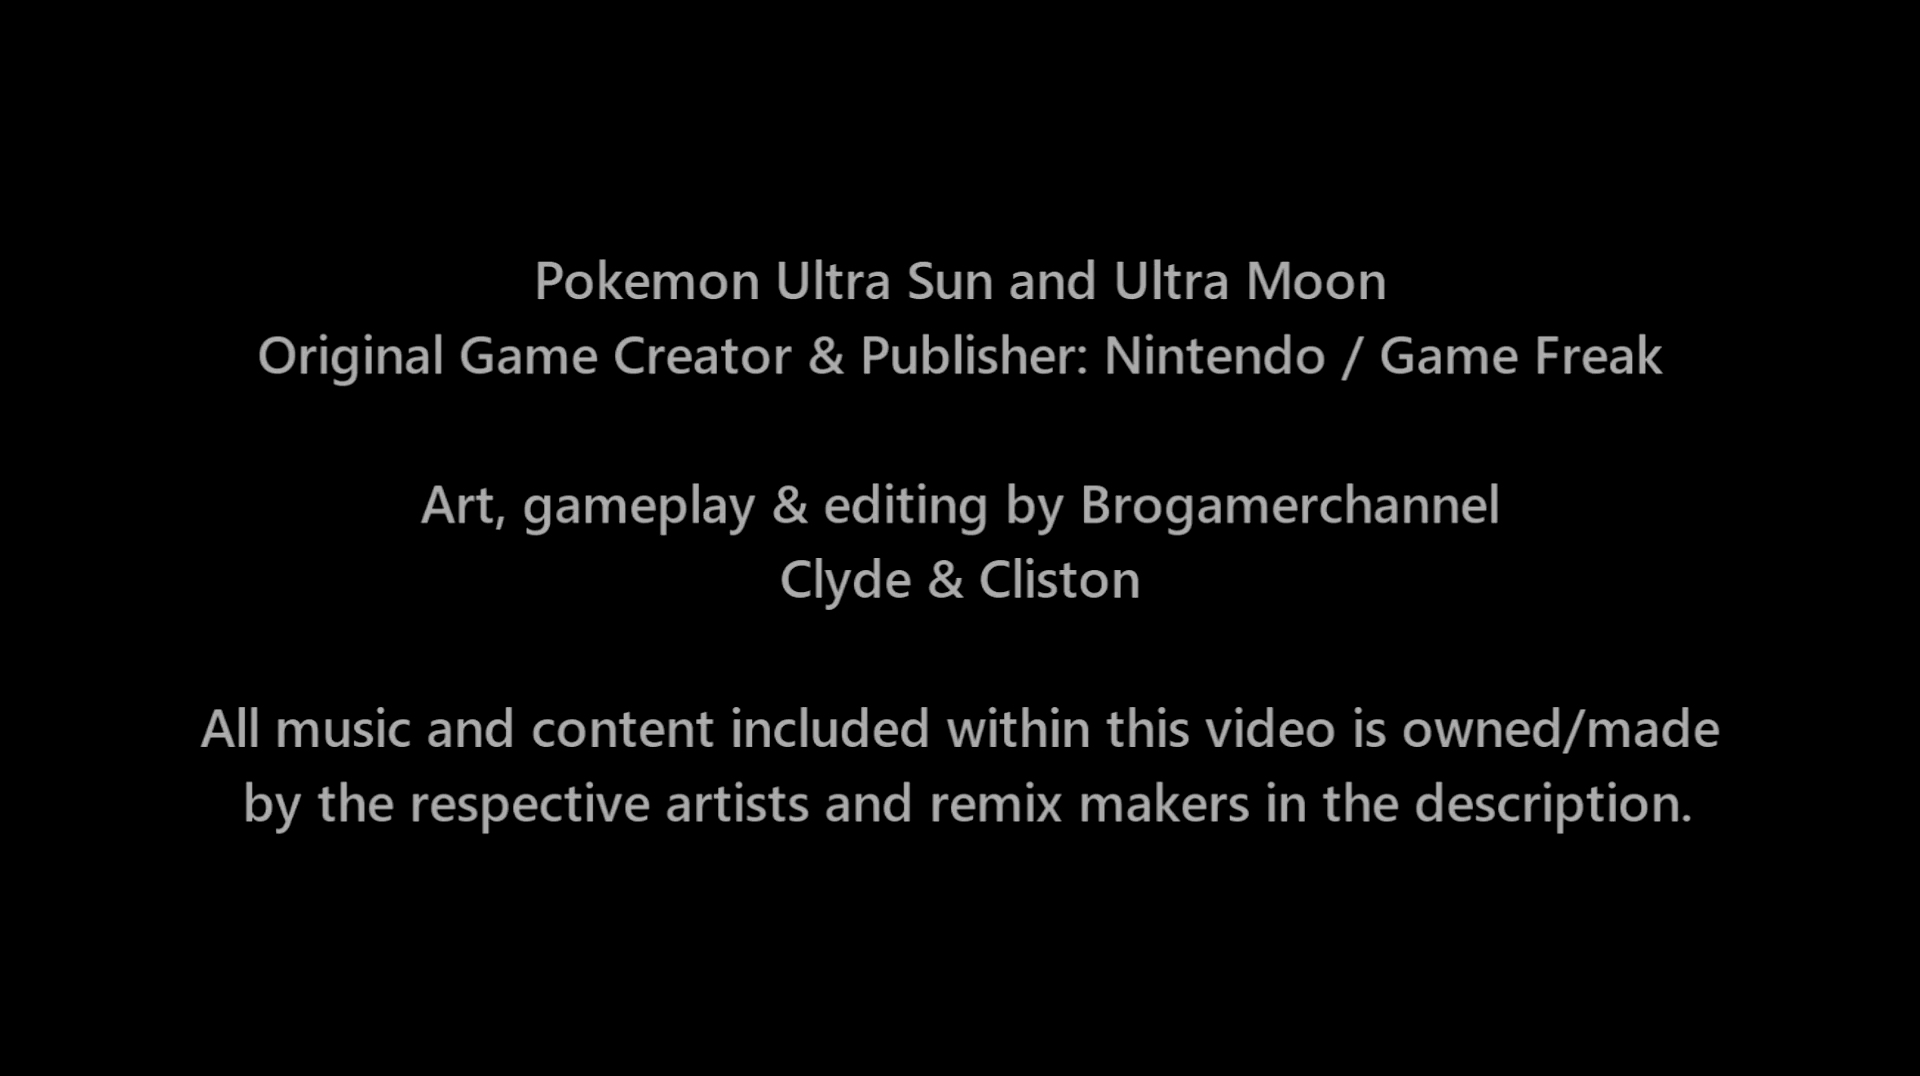 Pokemon Ultra Sun and Ultra Moon
Original Game Creator & Publisher: Nintendo / Game Freak
Art, gameplay & editing by Brogamerchannel
Clyde & Cliston
All music and content included within this video is owned/made
by the respective artists and remix makers in the description.